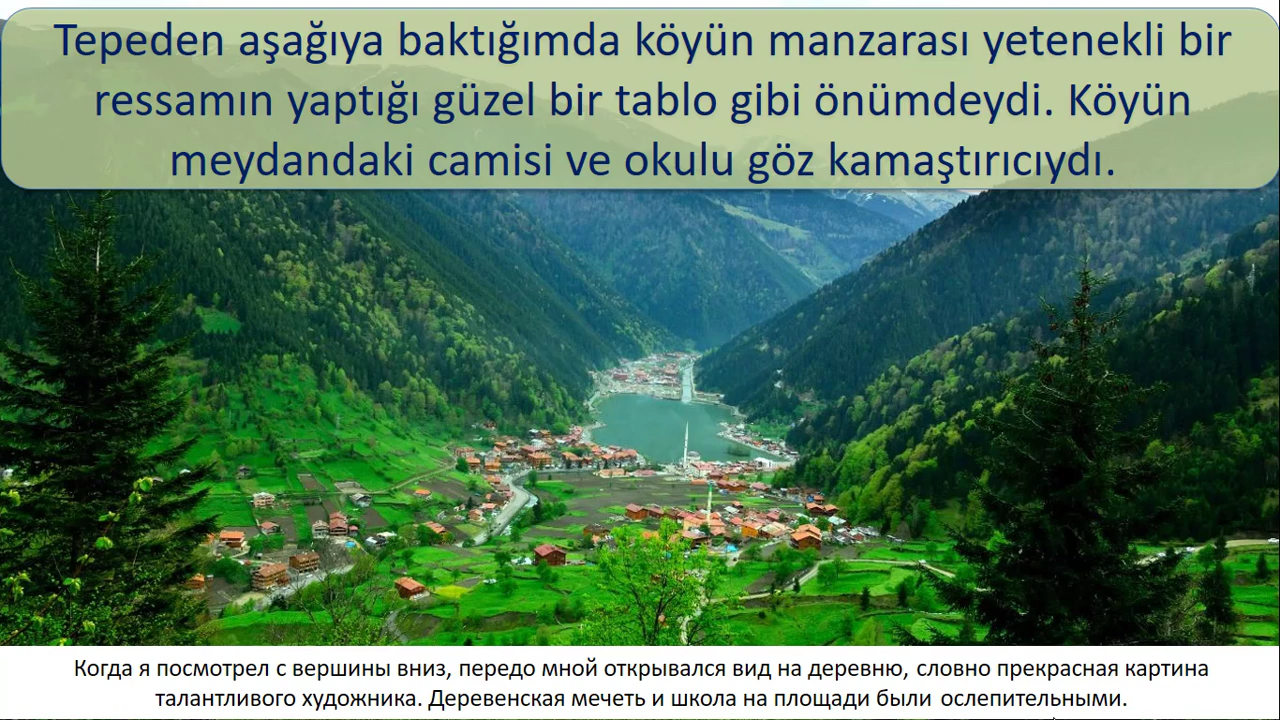 Tepeden aşağıya baktığımda köyün manzarası yetenekli bir
ressamın yaptığı güzel bir tablo gibi önümdeydi. Köyün
meydandaki camisi ve okulu göz kamaştırıcıydı.
Когда я посмотрел с вершины вниз, передо мной открывался вид на деревню, словно прекрасная картина
талантливого художника. Деревенская мечеть и школа на площади были ослепительными.